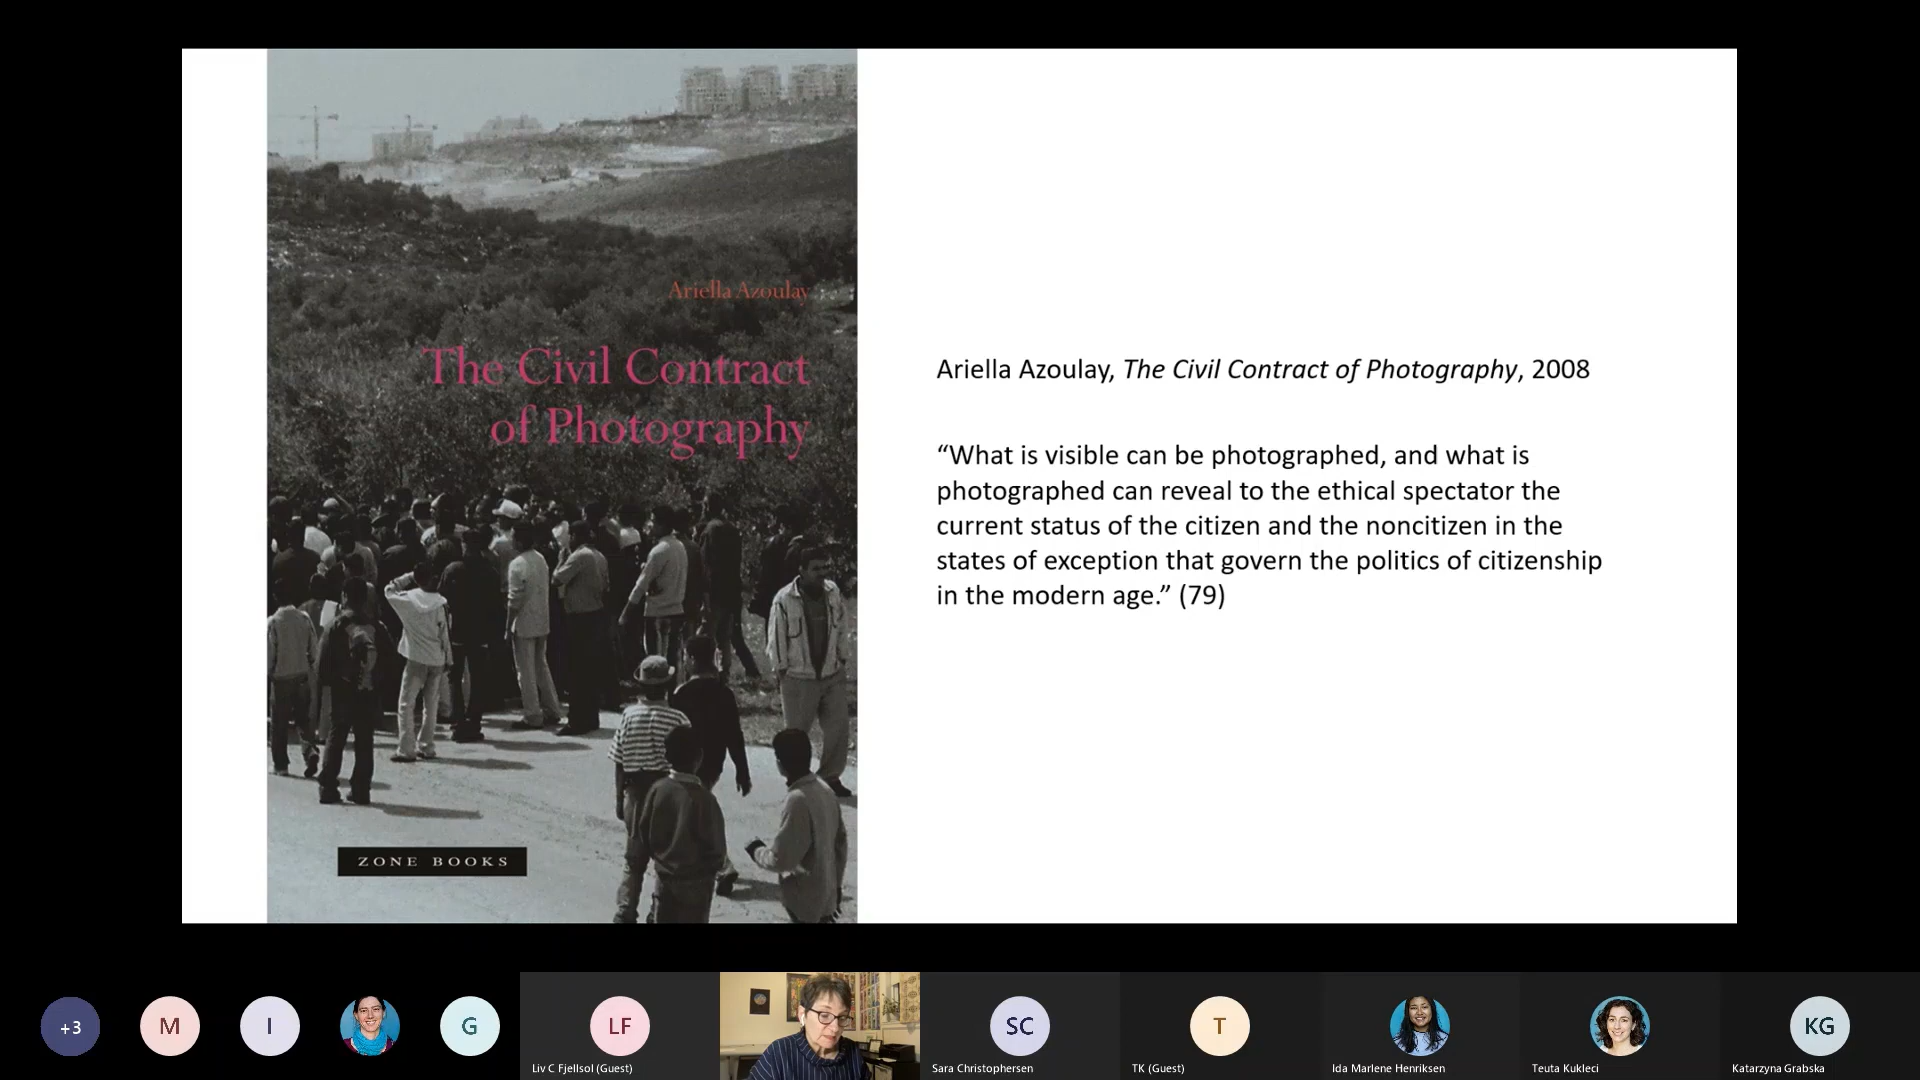 Ariella Azoulay
The Civil Contract
of Photography
ZONE BOOKS
Ariella Azoulay, The Civil Contract of Photography, 2008
“What is visible can be photographed, and what is
photographed can reveal to the ethical spectator the
current status of the citizen and the noncitizen in the
states of exception that govern the politics of citizenship
in the modern age.” (79)
+3
M
I
G
LF
SC
T
KG
Liv C Fjellsol (Guest)
Sara Christophersen
TK (Guest)
Ida Marlene Henriksen
Teuta Kukleci
Katarzyna Grabska